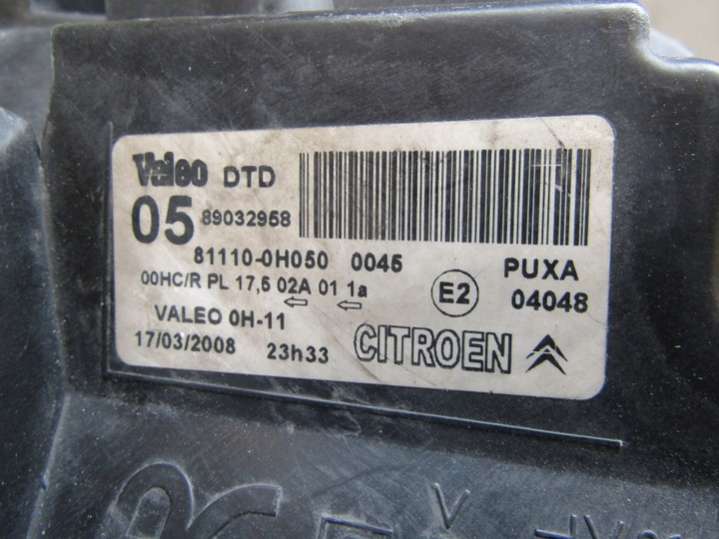 Valeo DTD
05 89032958
81110-0H050 0045 PUXA
00HC/R PL 17,5 02A 01 1a E2 04048
VALEO 0H-11
17/03/2008 23h33 CITROEN